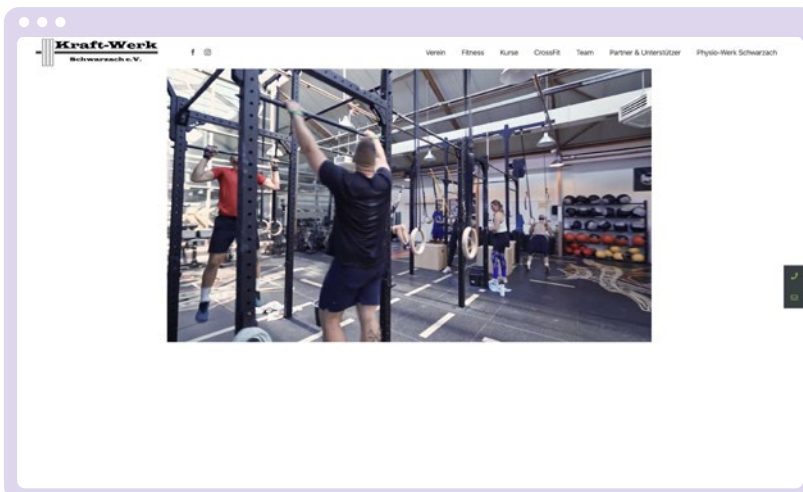 Kraft-Werk
Schwarzach e.V.
Verein Fitness Kurse CrossFit Team Partner & Unterstützer Physio-Werk Schwarzach